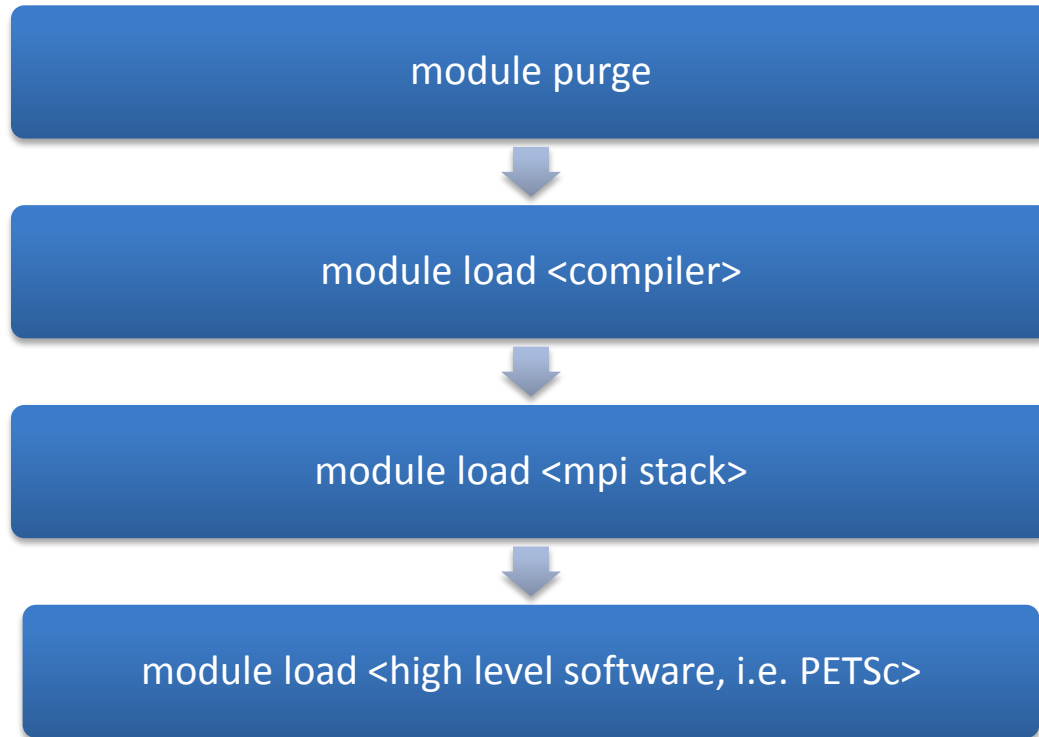 module purge
module load <compiler>
module load <mpi stack>
module load <high level software, i.e. PETSc>